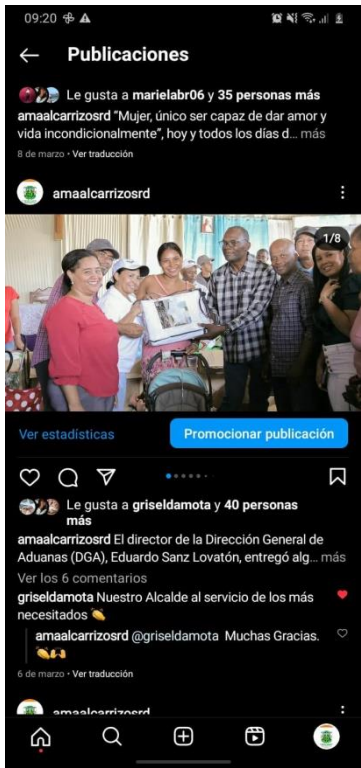 09:20
Publicaciones
Le gusta a marielabr06 y 35 personas más
amaalcarrizosrd "Mujer, único ser capaz de dar amor y
vida incondicionalmente", hoy y todos los días d... más
8 de marzo • Ver traducción
amaalcarrizosrd
1/8
Ver estadísticas
Promocionar publicación
Le gusta a griseldamota y 40 personas
más
amaalcarrizosrd El director de la Dirección General de
Aduanas (DGA), Eduardo Sanz Lovatón, entregó alg... más
Ver los 6 comentarios
griseldamota Nuestro Alcalde al servicio de los más
necesitados 👏
amaalcarrizosrd @griseldamota Muchas Gracias.
👏🙌
6 de marzo • Ver traducción
amaalcarrizosrd